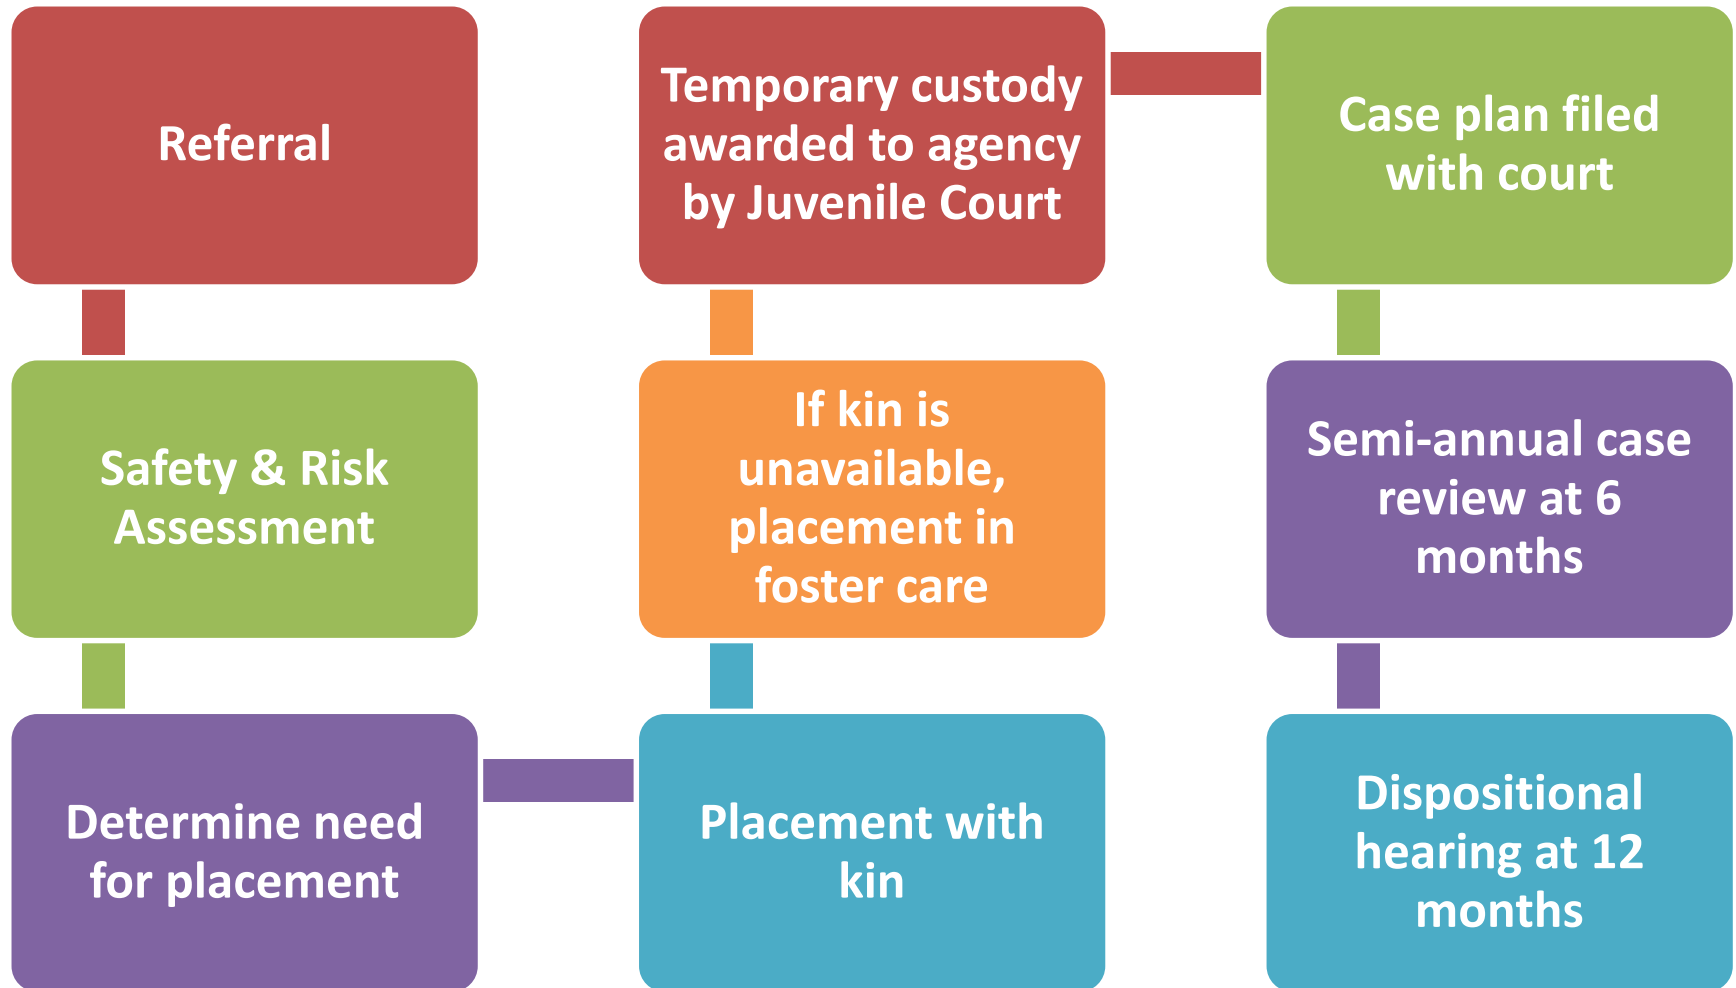 Referral
Safety & Risk
Assessment
Determine need
for placement
Placement with
kin
If kin is
unavailable,
placement in
foster care
Temporary custody
awarded to agency
by Juvenile Court
Case plan filed
with court
Semi-annual case
review at 6
months
Dispositional
hearing at 12
months